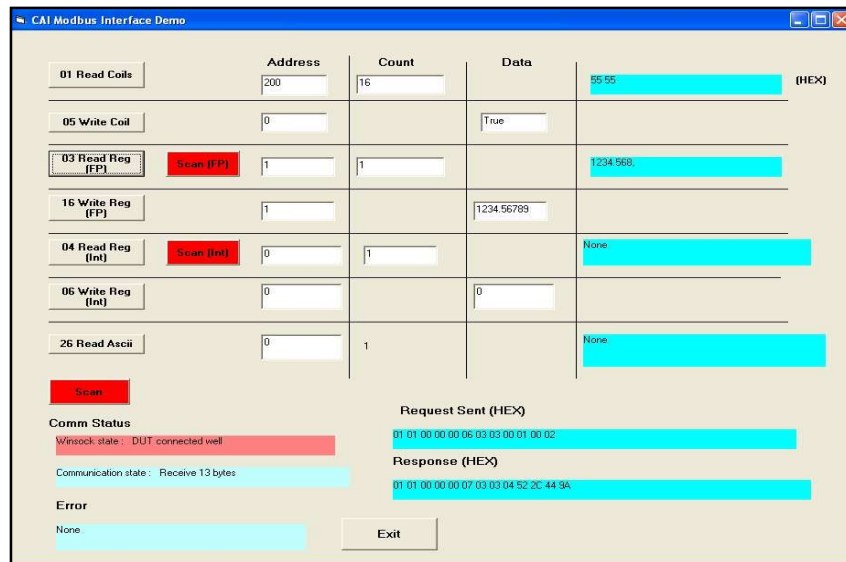 CAI Modbus Interface Demo
Address Count Data
01 Read Coils 200 16 55 55 (HEX)
05 Write Coil 0 True
03 Read Reg (FP) Scan (FP) 1 1 1234.568,
16 Write Reg (FP) 1 1234.56789
04 Read Reg (Int) Scan (Int) 0 1 None
06 Write Reg (Int) 0 0
26 Read Ascii 0 1 None
Scan
Request Sent (HEX)
Comm Status
01 01 00 00 00 06 03 03 00 01 00 02
Winsock state : DUT connected well
Response (HEX)
Communication state : Receive 13 bytes
01 01 00 00 00 07 03 03 04 52 2C 44 9A
Error
None
Exit